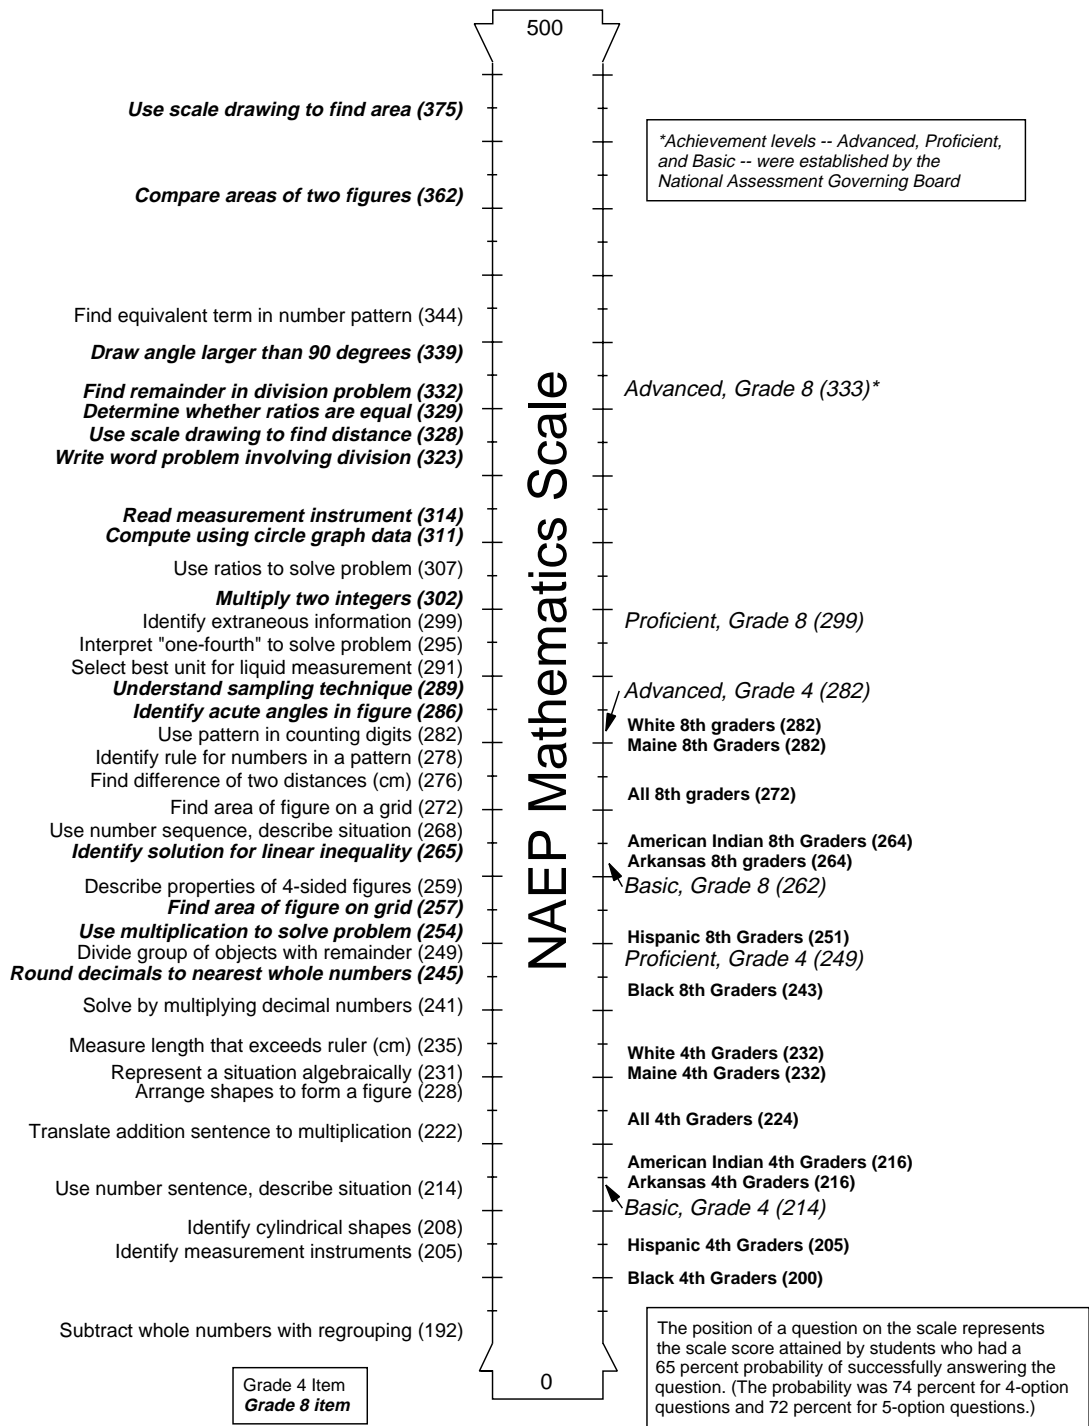 500
Use scale drawing to find area (375)
*Achievement levels -- Advanced, Proficient,
and Basic -- were established by the
National Assessment Governing Board
Compare areas of two figures (362)
Find equivalent term in number pattern (344)
Draw angle larger than 90 degrees (339)
Find remainder in division problem (332)
Determine whether ratios are equal (329)
Use scale drawing to find distance (328)
Write word problem involving division (323)
Read measurement instrument (314)
Compute using circle graph data (311)
Use ratios to solve problem (307)
Multiply two integers (302)
Identify extraneous information (299)
Interpret "one-fourth" to solve problem (295)
Select best unit for liquid measurement (291)
Understand sampling technique (289)
Identify acute angles in figure (286)
Use pattern in counting digits (282)
Identify rule for numbers in a pattern (278)
Find difference of two distances (cm) (276)
Find area of figure on a grid (272)
Use number sequence, describe situation (268)
Identify solution for linear inequality (265)
Describe properties of 4-sided figures (259)
Find area of figure on grid (257)
Use multiplication to solve problem (254)
Divide group of objects with remainder (249)
Round decimals to nearest whole numbers (245)
Solve by multiplying decimal numbers (241)
Measure length that exceeds ruler (cm) (235)
Represent a situation algebraically (231)
Arrange shapes to form a figure (228)
Translate addition sentence to multiplication (222)
Use number sentence, describe situation (214)
Identify cylindrical shapes (208)
Identify measurement instruments (205)
Subtract whole numbers with regrouping (192)
NAEP Mathematics Scale
Advanced, Grade 8 (333)*
Proficient, Grade 8 (299)
Advanced, Grade 4 (282)
White 8th graders (282)
Maine 8th Graders (282)
All 8th graders (272)
American Indian 8th Graders (264)
Arkansas 8th graders (264)
Basic, Grade 8 (262)
Hispanic 8th Graders (251)
Proficient, Grade 4 (249)
Black 8th Graders (243)
White 4th Graders (232)
Maine 4th Graders (232)
All 4th Graders (224)
American Indian 4th Graders (216)
Arkansas 4th Graders (216)
Basic, Grade 4 (214)
Hispanic 4th Graders (205)
Black 4th Graders (200)
0
Grade 4 Item
Grade 8 item
The position of a question on the scale represents
the scale score attained by students who had a
65 percent probability of successfully answering the
question. (The probability was 74 percent for 4-option
questions and 72 percent for 5-option questions.)